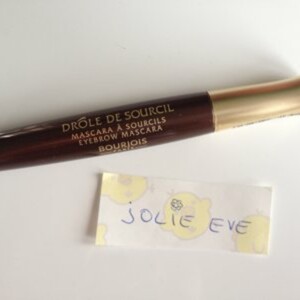 DRÔLE DE SOURCIL
MASCARA À SOURCILS
EYEBROW MASCARA
BOURJOIS
JOLIE EVE